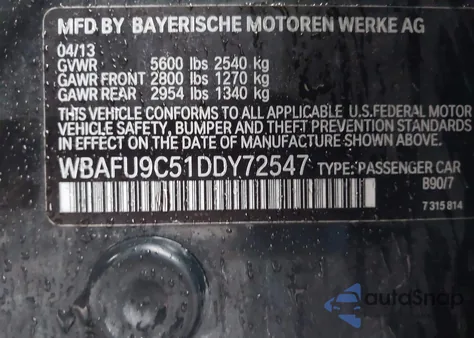 MFD BY BAYERISCHE MOTOREN WERKE AG
04/13
GVWR 5600 lbs 2540 kg
GAWR FRONT 2800 lbs 1270 kg
GAWR REAR 2954 lbs 1340 kg
THIS VEHICLE CONFORMS TO ALL APPLICABLE U.S. FEDERAL MOTOR
VEHICLE SAFETY, BUMPER AND THEFT PREVENTION STANDARDS
IN EFFECT ON THE DATE OF MANUFACTURE SHOWN ABOVE.
WBAFU9C51DDY72547 TYPE: PASSENGER CAR
B90/7
7 315 814
autoSnap